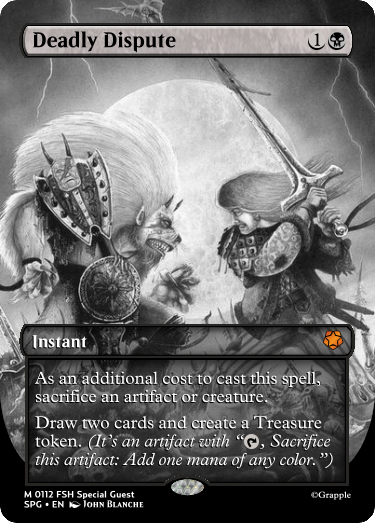 Deadly Dispute 1
Instant
As an additional cost to cast this spell,
sacrifice an artifact or creature.
Draw two cards and create a Treasure
token. (It's an artifact with “, Sacrifice
this artifact: Add one mana of any color.”)
M 0112 FSH Special Guest
SPG • EN John Blanche
©Grapple